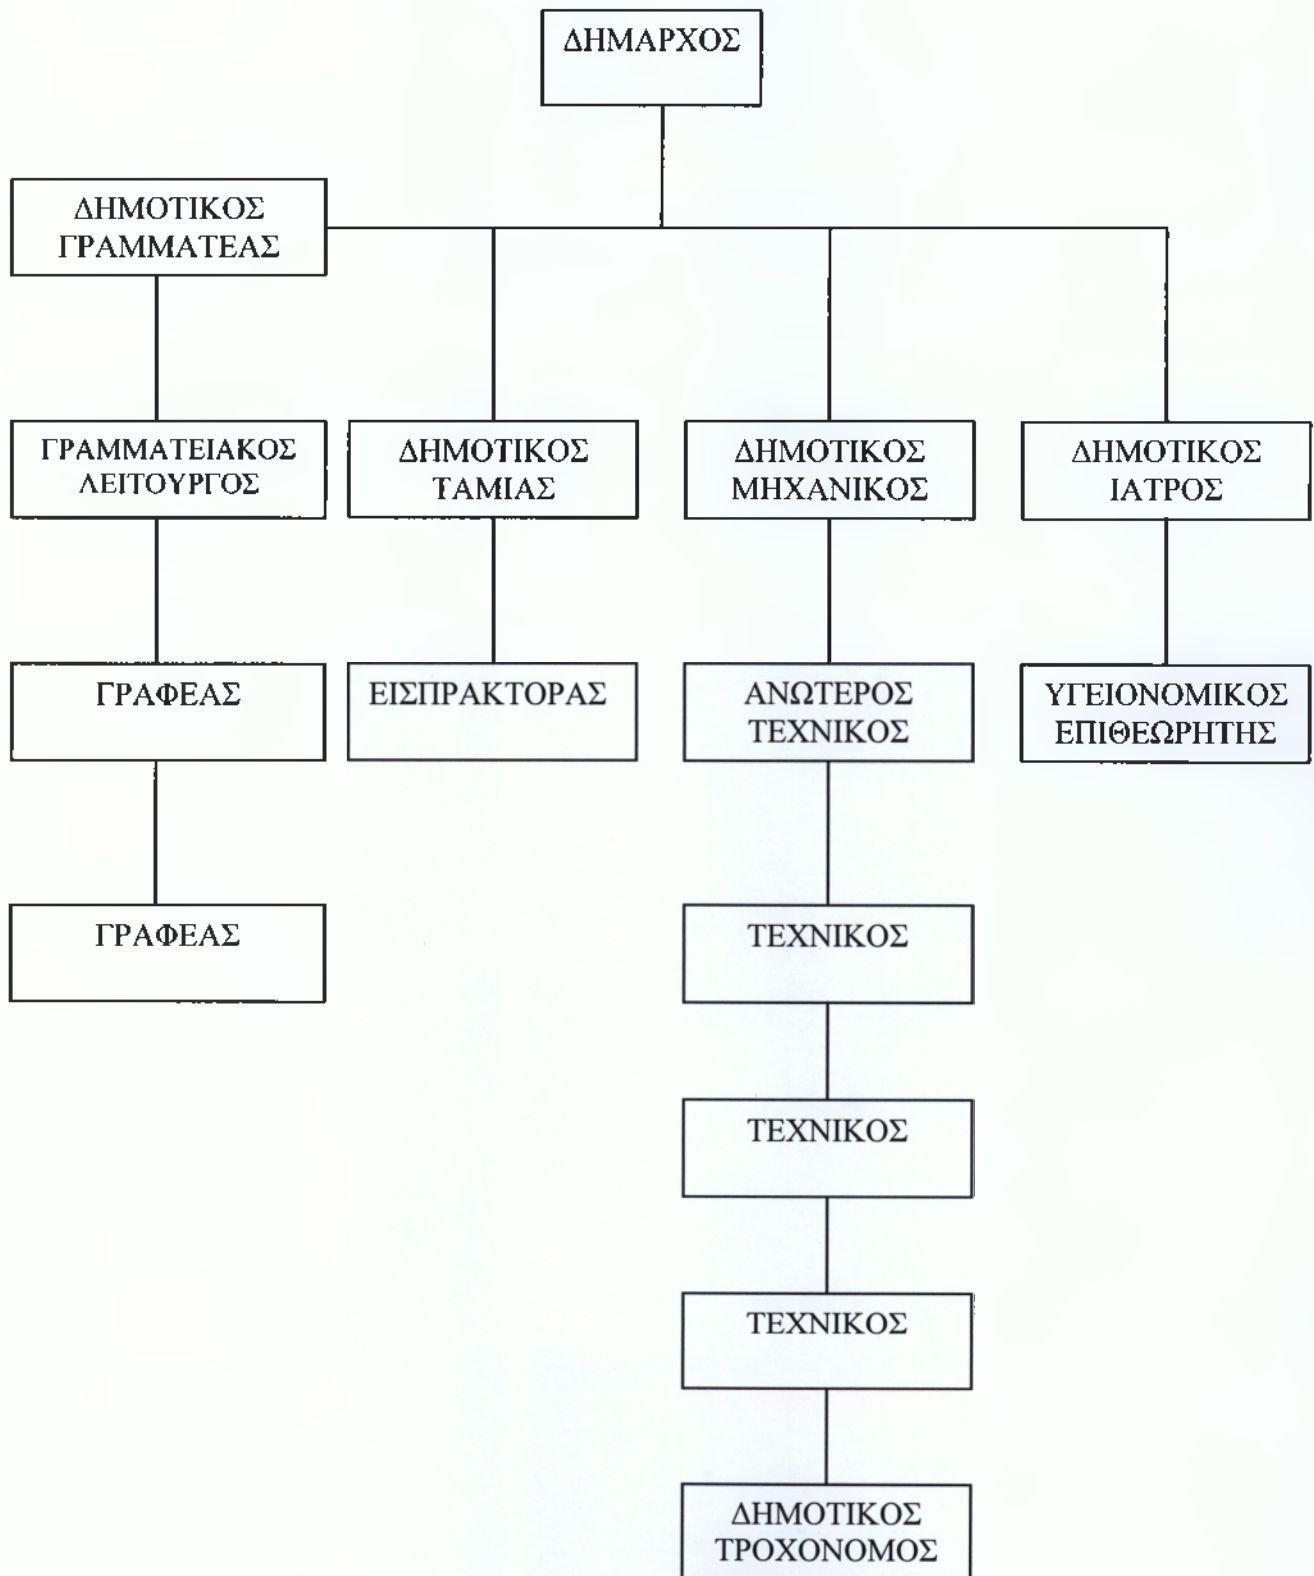 ΔΗΜΑΡΧΟΣ
ΔΗΜΟΤΙΚΟΣ
ΓΡΑΜΜΑΤΕΑΣ
ΓΡΑΜΜΑΤΕΙΑΚΟΣ
ΛΕΙΤΟΥΡΓΟΣ
ΔΗΜΟΤΙΚΟΣ
ΤΑΜΙΑΣ
ΔΗΜΟΤΙΚΟΣ
ΜΗΧΑΝΙΚΟΣ
ΔΗΜΟΤΙΚΟΣ
ΙΑΤΡΟΣ
ΓΡΑΦΕΑΣ
ΕΙΣΠΡΑΚΤΟΡΑΣ
ΑΝΩΤΕΡΟΣ
ΤΕΧΝΙΚΟΣ
ΥΓΕΙΟΝΟΜΙΚΟΣ
ΕΠΙΘΕΩΡΗΤΗΣ
ΓΡΑΦΕΑΣ
ΤΕΧΝΙΚΟΣ
ΤΕΧΝΙΚΟΣ
ΤΕΧΝΙΚΟΣ
ΔΗΜΟΤΙΚΟΣ
ΤΡΟΧΟΝΟΜΟΣ